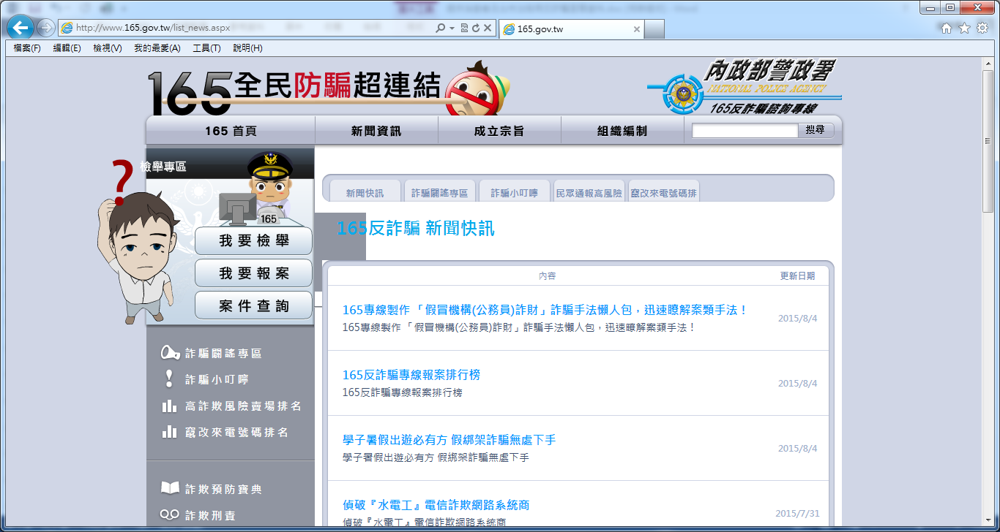 http://www.165.gov.tw/list_news.aspx
165.gov.tw
檔案(F) 編輯(E) 檢視(V) 我的最愛(A) 工具(T) 說明(H)
165全民防騙超連結
內政部警政署
NATIONAL POLICE AGENCY
165反詐騙諮詢專線
165 首頁 新聞資訊 成立宗旨 組織編制 搜尋
檢舉專區
165
我要檢舉
我要報案
案件查詢
詐騙闢謠專區
詐騙小叮嚀
高詐欺風險賣場排名
竄改來電號碼排名
詐欺預防寶典
詐欺刑責
新聞快訊 詐騙闢謠專區 詐騙小叮嚀 民眾通報高風險 竄改來電號碼排
165反詐騙 新聞快訊
內容 更新日期
165專線製作「假冒機構(公務員)詐財」詐騙手法懶人包，迅速瞭解案類手法！
165專線製作「假冒機構(公務員)詐財」詐騙手法懶人包，迅速瞭解案類手法！
2015/8/4
165反詐騙專線報案排行榜
165反詐騙專線報案排行榜
2015/8/4
學子暑假出遊必有方 假綁架詐騙無處下手
學子暑假出遊必有方 假綁架詐騙無處下手
2015/8/4
偵破『水電工』電信詐欺網路系統商
偵破『水電工』電信詐欺網路系統商
2015/7/31